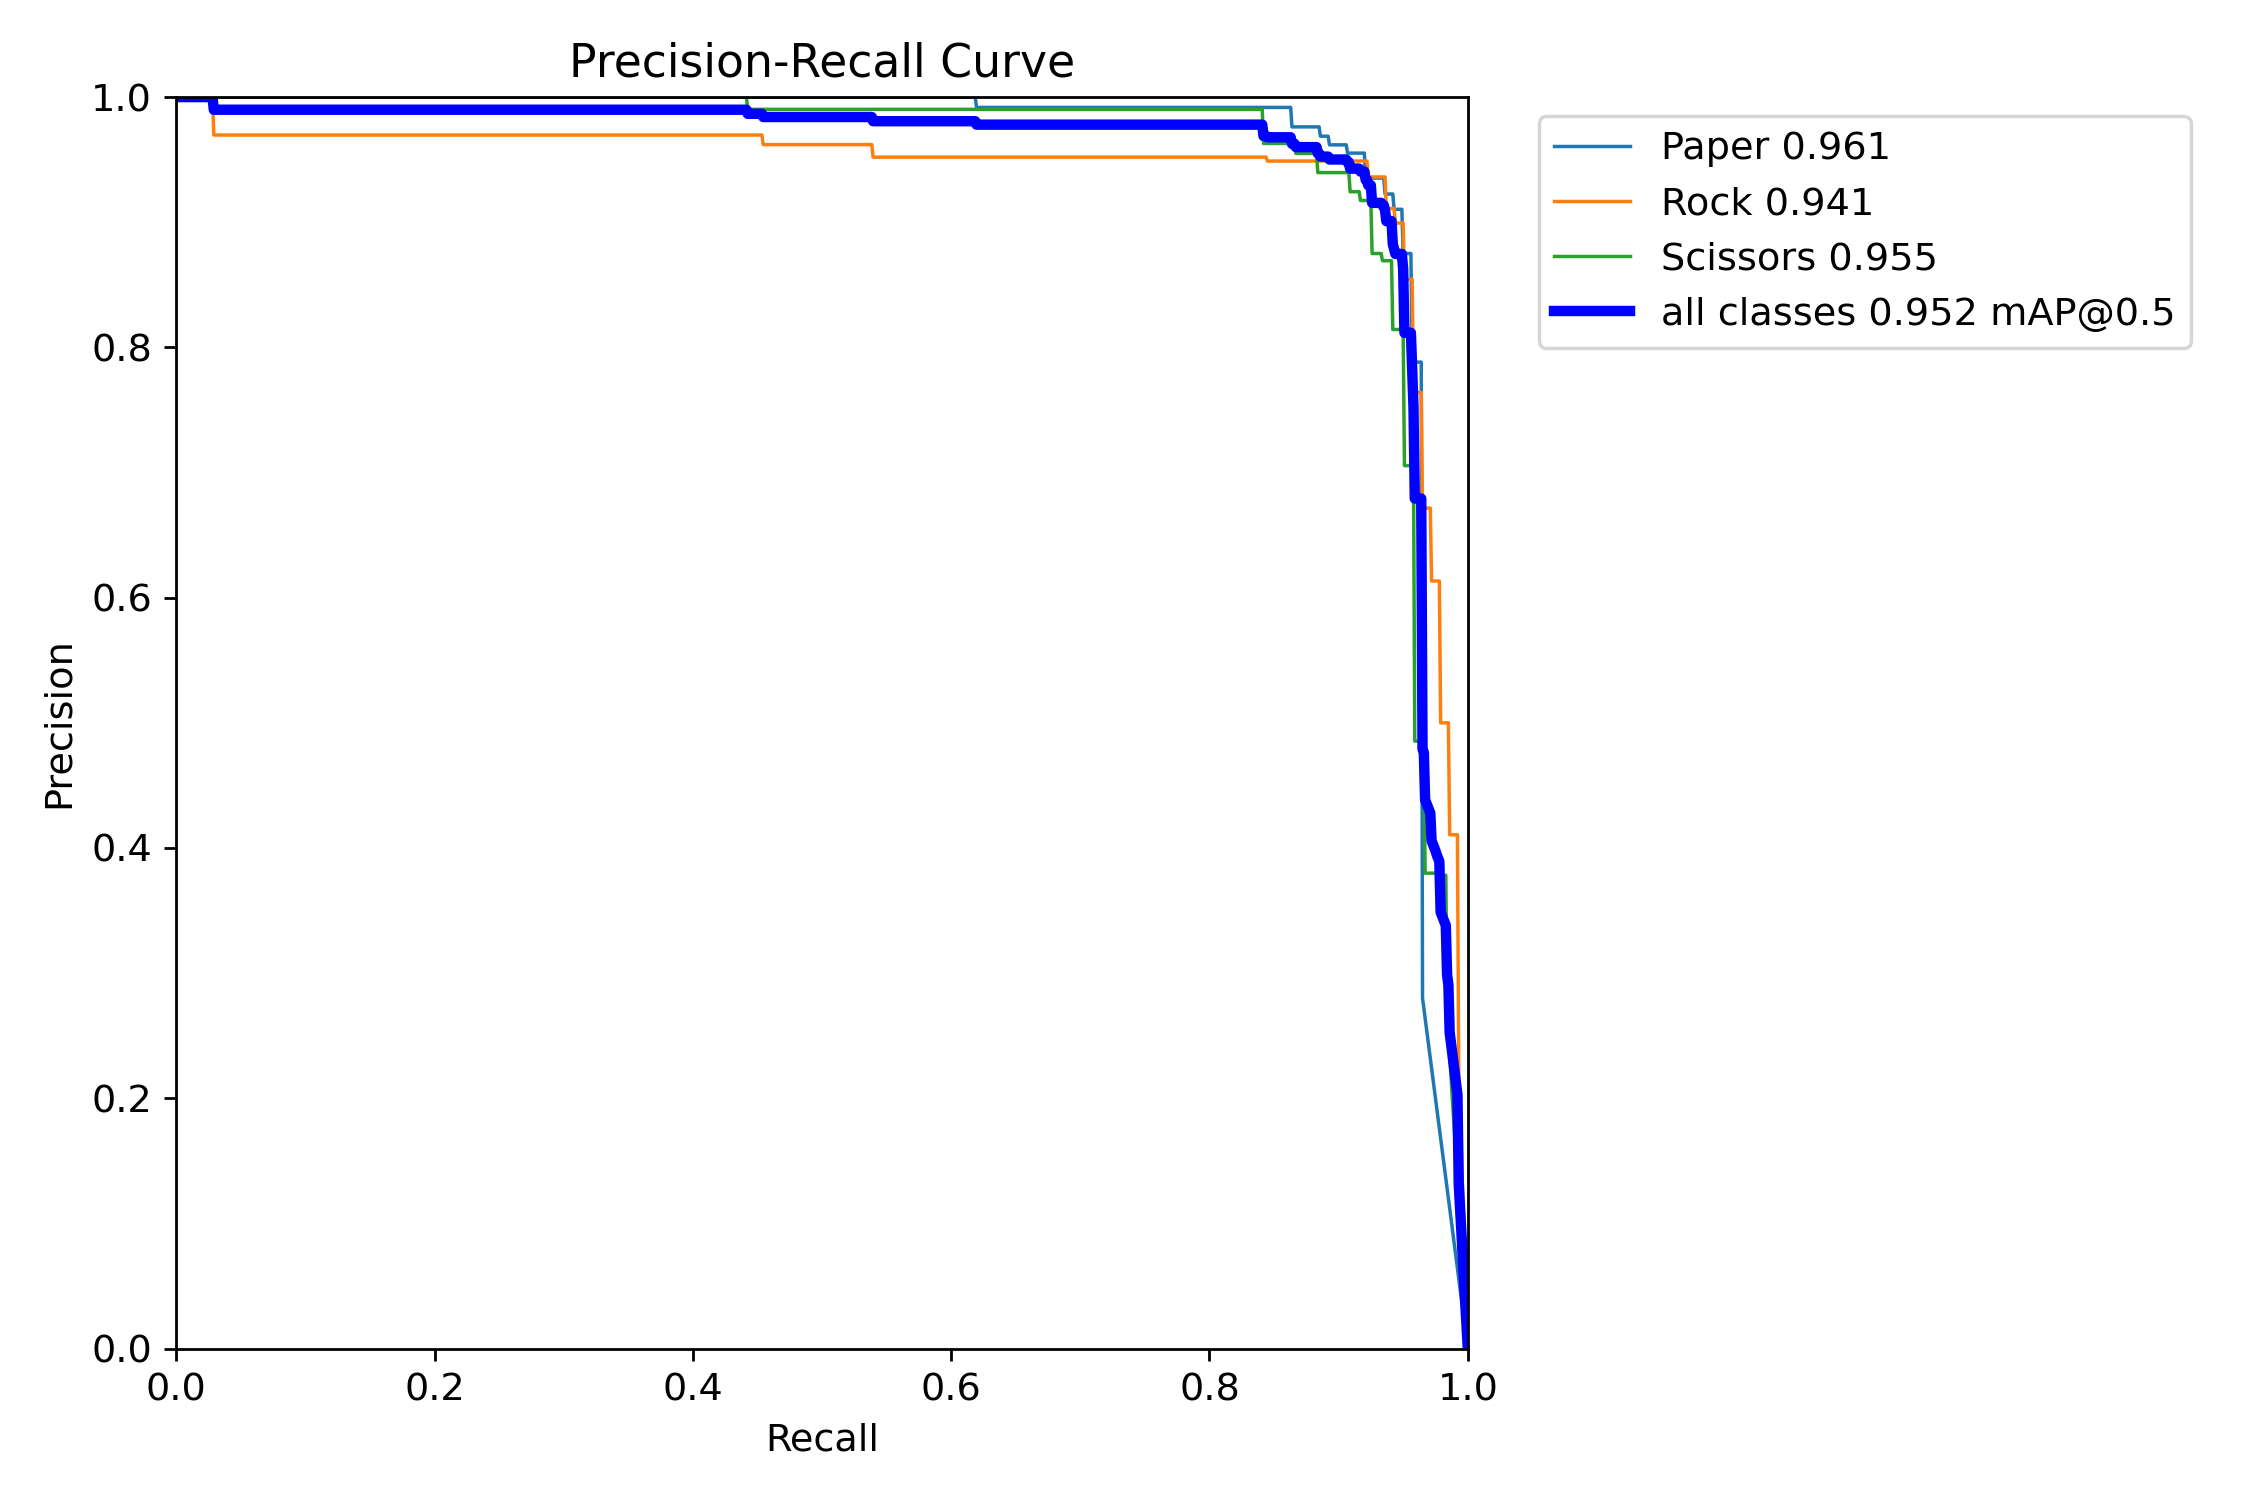 Precision-Recall Curve
1.0
0.8
0.6
0.4
0.2
0.0
Precision
0.0 0.2 0.4 0.6 0.8 1.0
Recall
Paper 0.961
Rock 0.941
Scissors 0.955
all classes 0.952 mAP@0.5